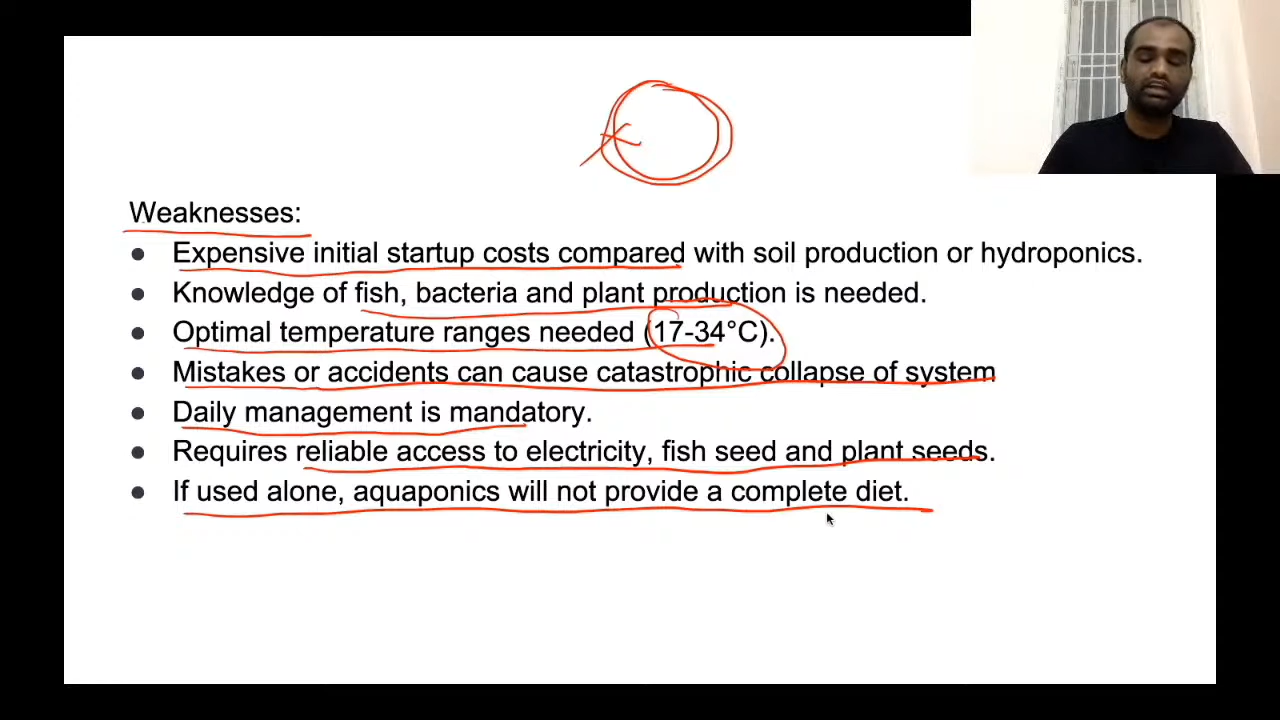 Weaknesses:
● Expensive initial startup costs compared with soil production or hydroponics.
● Knowledge of fish, bacteria and plant production is needed.
● Optimal temperature ranges needed (17-34°C).
● Mistakes or accidents can cause catastrophic collapse of system
● Daily management is mandatory.
● Requires reliable access to electricity, fish seed and plant seeds.
● If used alone, aquaponics will not provide a complete diet.